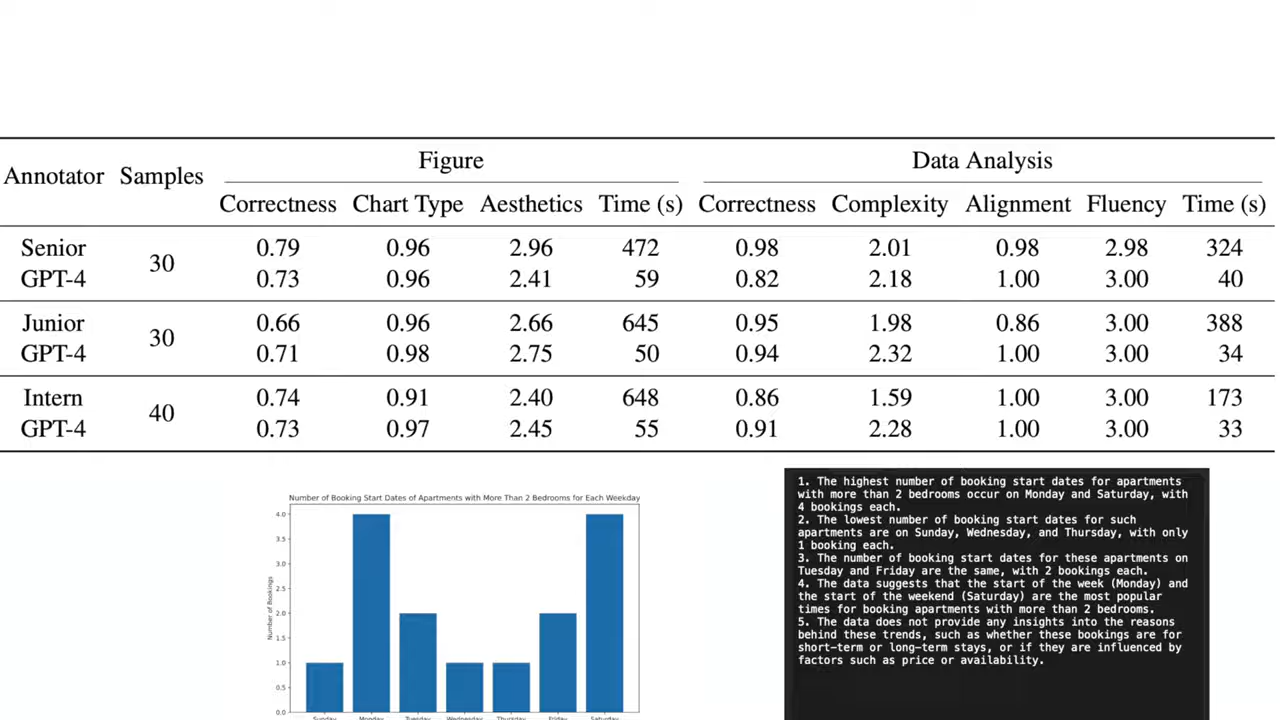 Figure Data Analysis
Annotator Samples
Correctness Chart Type Aesthetics Time (s) Correctness Complexity Alignment Fluency Time (s)
Senior 0.79 0.96 2.96 472 0.98 2.01 0.98 2.98 324
30
GPT-4 0.73 0.96 2.41 59 0.82 2.18 1.00 3.00 40
Junior 0.66 0.96 2.66 645 0.95 1.98 0.86 3.00 388
30
GPT-4 0.71 0.98 2.75 50 0.94 2.32 1.00 3.00 34
Intern 0.74 0.91 2.40 648 0.86 1.59 1.00 3.00 173
40
GPT-4 0.73 0.97 2.45 55 0.91 2.28 1.00 3.00 33
Number of Booking Start Dates of Apartments with More Than 2 Bedrooms for Each Weekday
4.0
3.5
3.0
2.5
2.0
1.5
1.0
0.5
0.0
Number of Bookings
Sunday Monday Tuesday Wednesday Thursday Friday Saturday
1. The highest number of booking start dates for apartments
with more than 2 bedrooms occur on Monday and Saturday, with
4 bookings each.
2. The lowest number of booking start dates for such
apartments are on Sunday, Wednesday, and Thursday, with only
1 booking each.
3. The number of booking start dates for these apartments on
Tuesday and Friday are the same, with 2 bookings each.
4. The data suggests that the start of the week (Monday) and
the start of the weekend (Saturday) are the most popular
times for booking apartments with more than 2 bedrooms.
5. The data does not provide any insights into the reasons
behind these trends, such as whether these bookings are for
short-term or long-term stays, or if they are influenced by
factors such as price or availability.